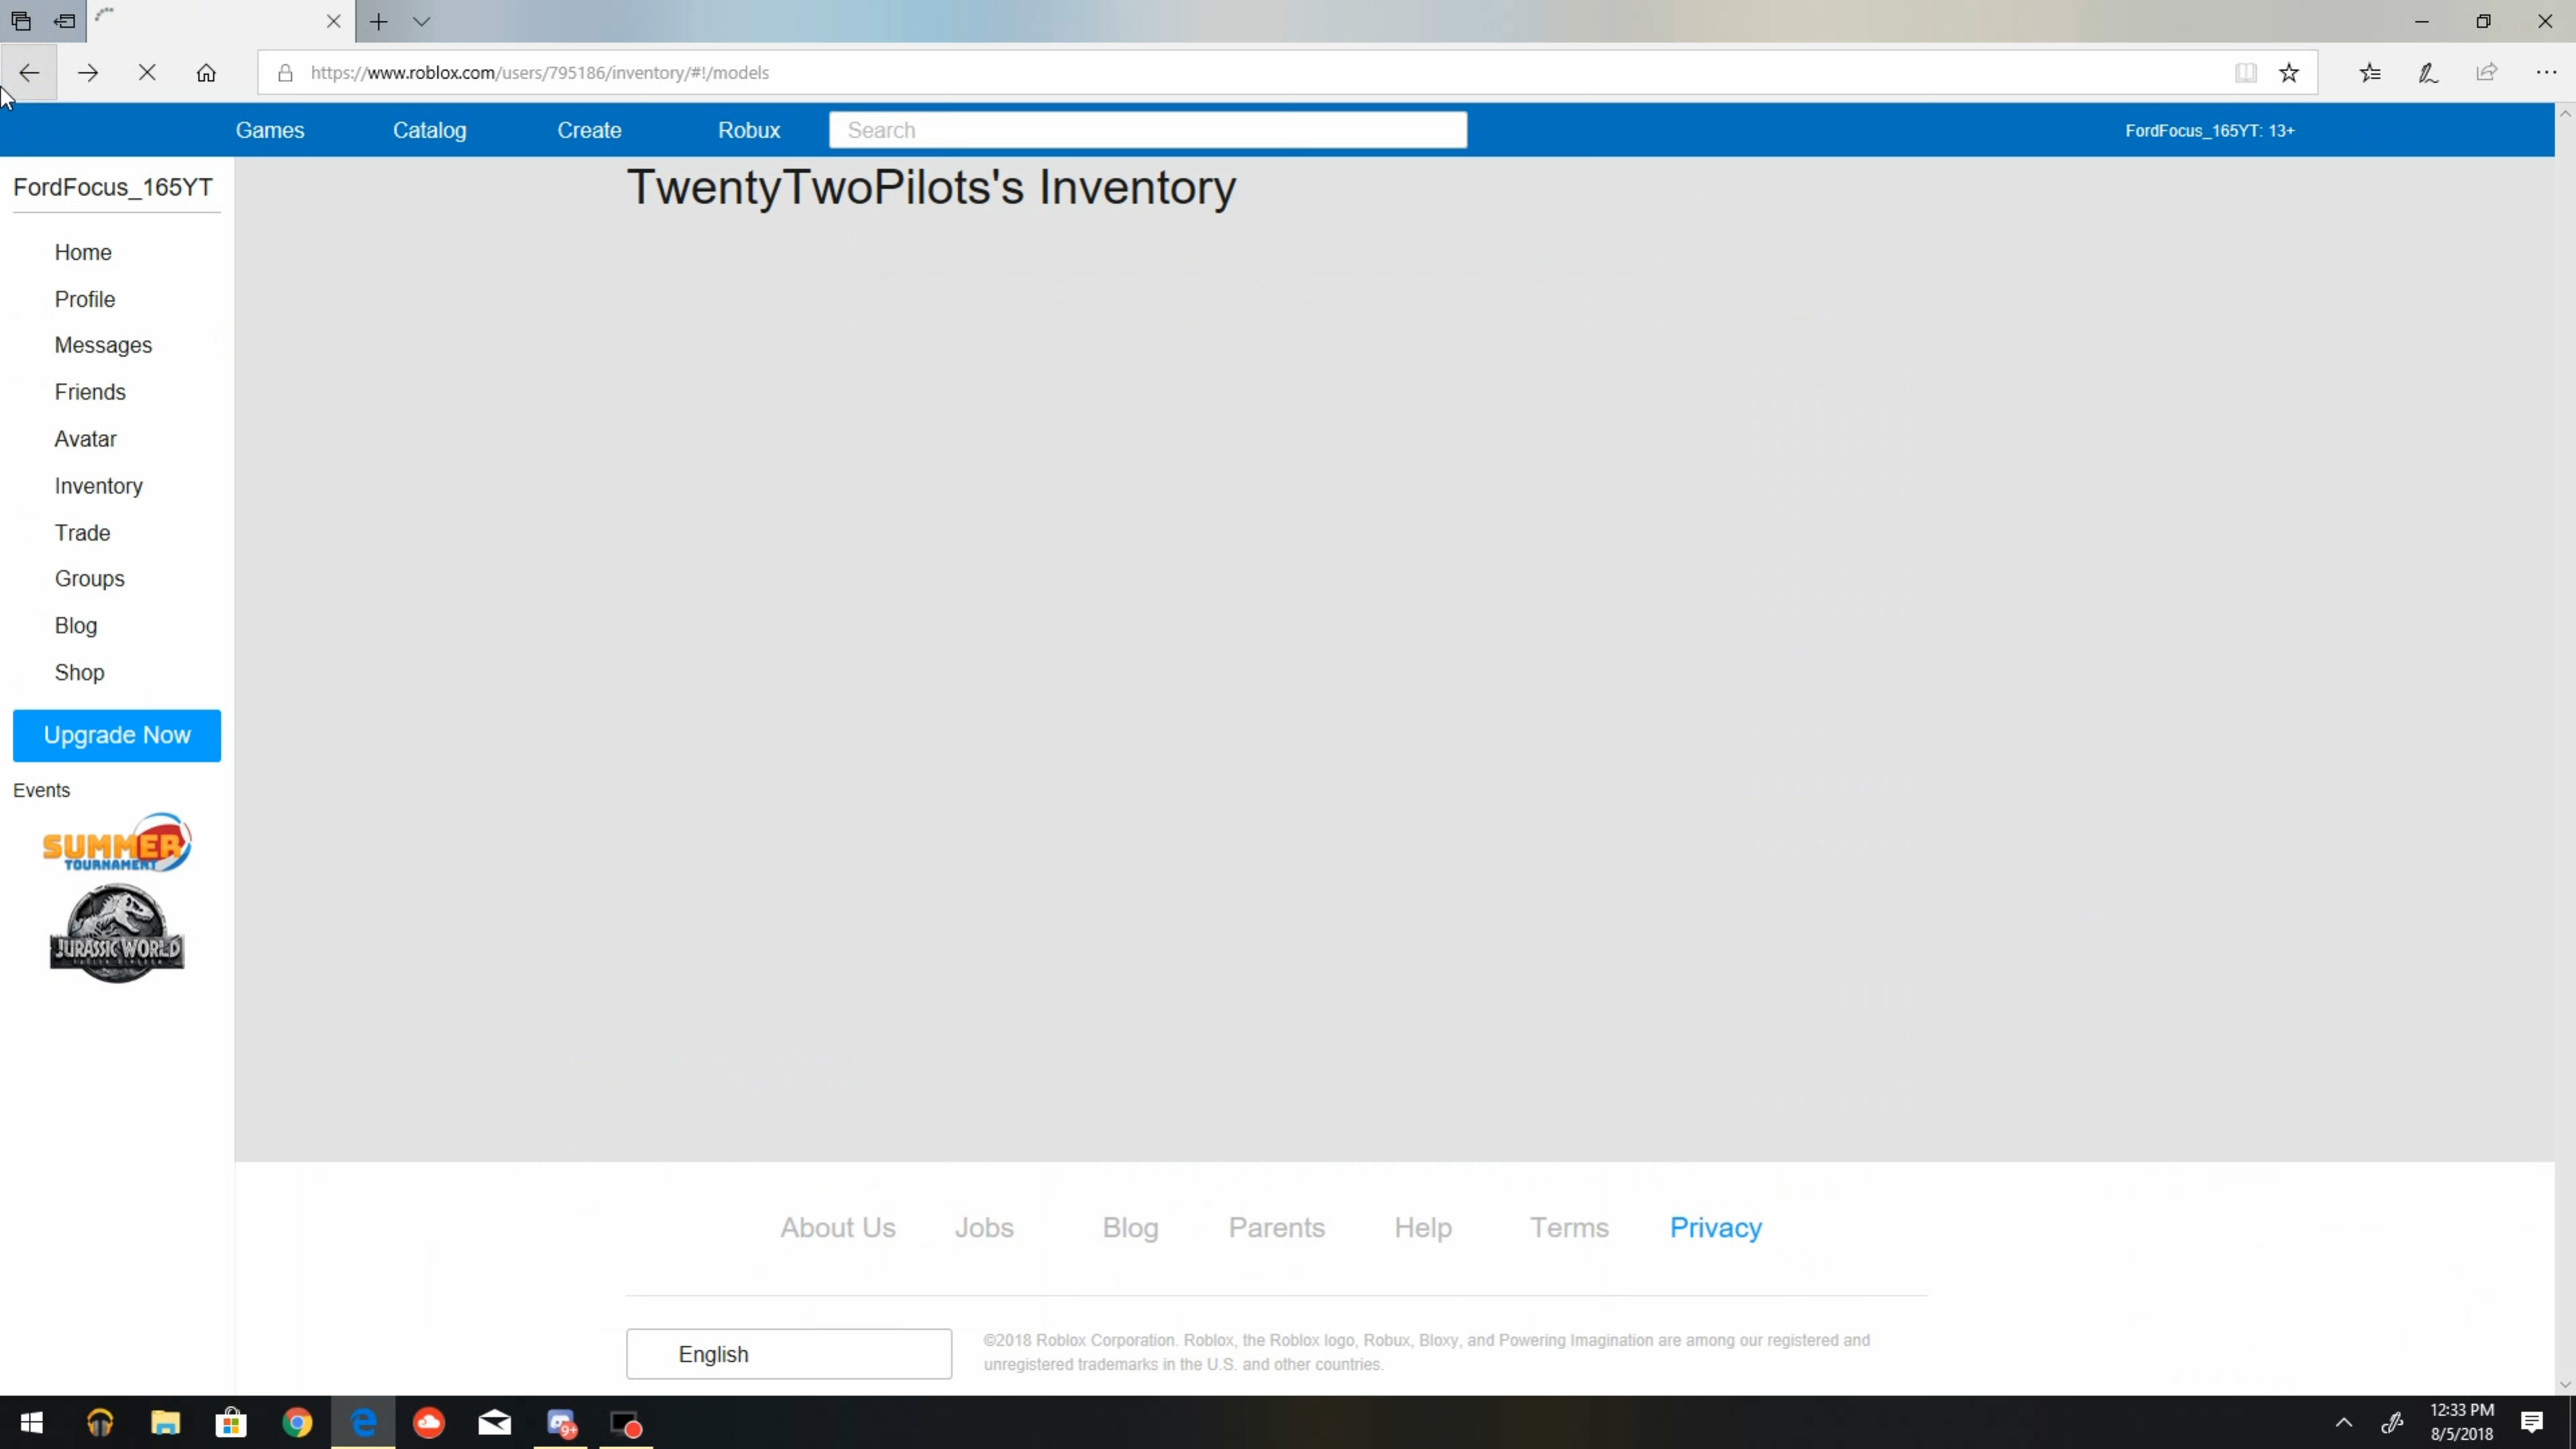 https://www.roblox.com/users/795186/inventory/#!/models
Games Catalog Create Robux Search FordFocus_165YT: 13+
FordFocus_165YT
TwentyTwoPilots's Inventory
Home
Profile
Messages
Friends
Avatar
Inventory
Trade
Groups
Blog
Shop
Upgrade Now
Events
SUMMER
TOURNAMENT
JURASSIC WORLD
About Us Jobs Blog Parents Help Terms Privacy
English
©2018 Roblox Corporation. Roblox, the Roblox logo, Robux, Bloxy, and Powering Imagination are among our registered and
unregistered trademarks in the U.S. and other countries.
9+
12:33 PM
8/5/2018